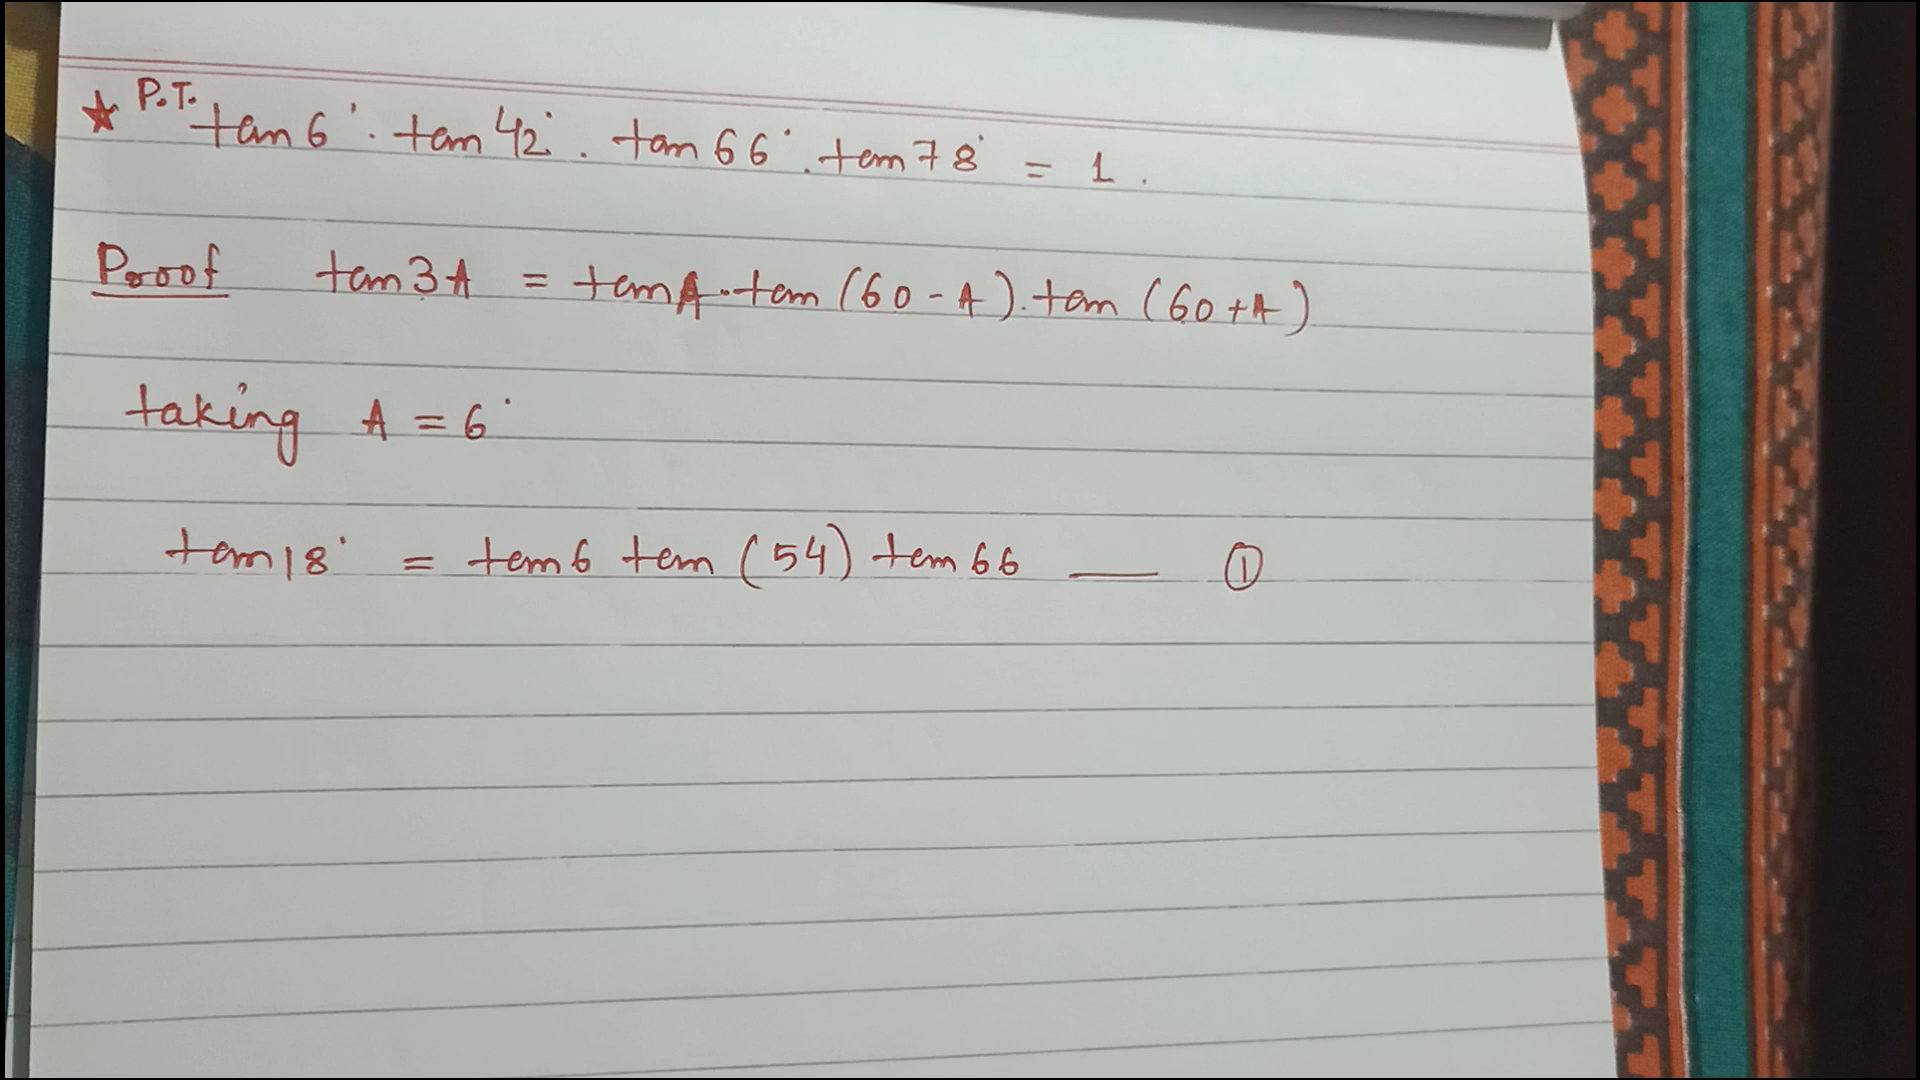 ★ P.T. tan 6° . tan 42° . tan 66° . tan 78° = 1 .
Proof tan 3A = tan A . tan (60 - A) . tan (60 + A)
taking A = 6°
tan 18° = tan 6 tan (54) tan 66 — ①